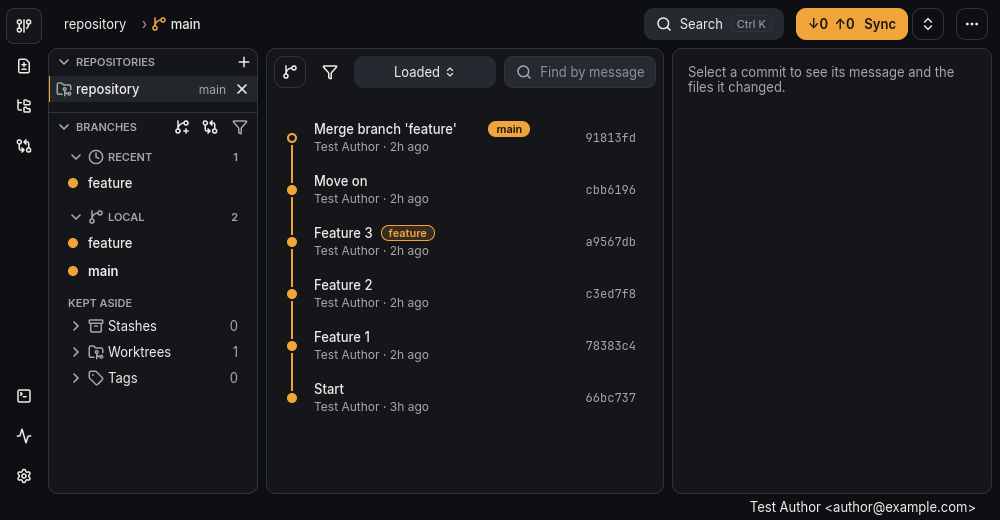 repository › main
Search Ctrl K
↓0 ↑0 Sync
REPOSITORIES
repository main
BRANCHES
RECENT 1
feature
LOCAL 2
feature
main
KEPT ASIDE
Stashes 0
Worktrees 1
Tags 0
Loaded
Find by message
Merge branch 'feature' main
Test Author · 2h ago
91813fd
Move on
Test Author · 2h ago
cbb6196
Feature 3 feature
Test Author · 2h ago
a9567db
Feature 2
Test Author · 2h ago
c3ed7f8
Feature 1
Test Author · 2h ago
78383c4
Start
Test Author · 3h ago
66bc737
Select a commit to see its message and the
files it changed.
Test Author <author@example.com>